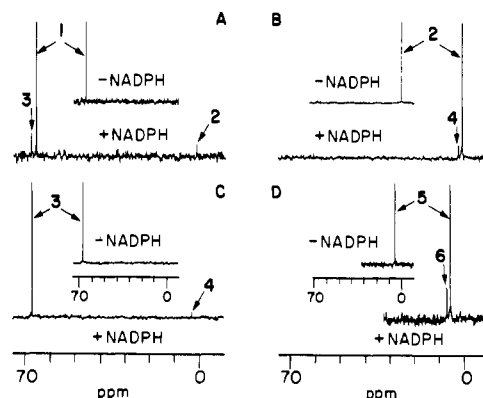 A
1
3
-NADPH
+NADPH
2
B
2
-NADPH
+NADPH
4
C
3
-NADPH
70 0
4
+NADPH
70 0
ppm
D
5
-NADPH
70 0
6
+NADPH
70 0
ppm